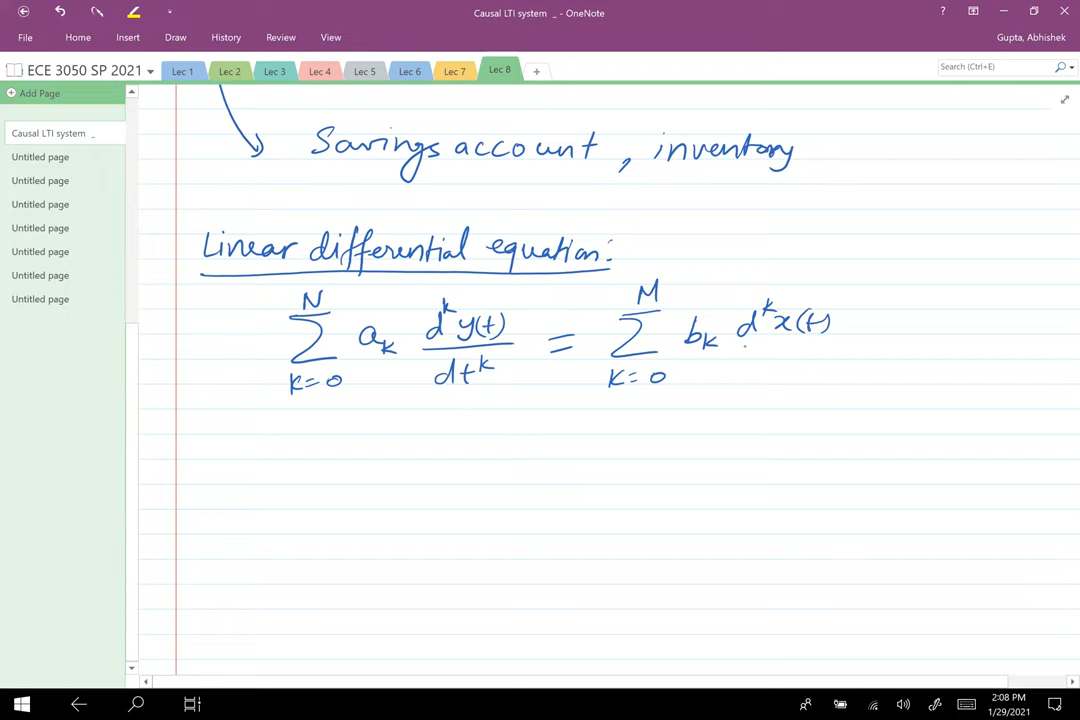 Causal LTI system _ - OneNote
?
File Home Insert Draw History Review View
Gupta, Abhishek
ECE 3050 SP 2021
Lec 1 Lec 2 Lec 3 Lec 4 Lec 5 Lec 6 Lec 7 Lec 8 +
Search (Ctrl+E)
Add Page
Causal LTI system _
Untitled page
Untitled page
Untitled page
Untitled page
Untitled page
Untitled page
Untitled page
Savings account, inventory
Linear differential equation:
∑_{k=0}^{N} a_k d^k y(t)/dt^k = ∑_{k=0}^{M} b_k d^k x(t)
2:08 PM
1/29/2021